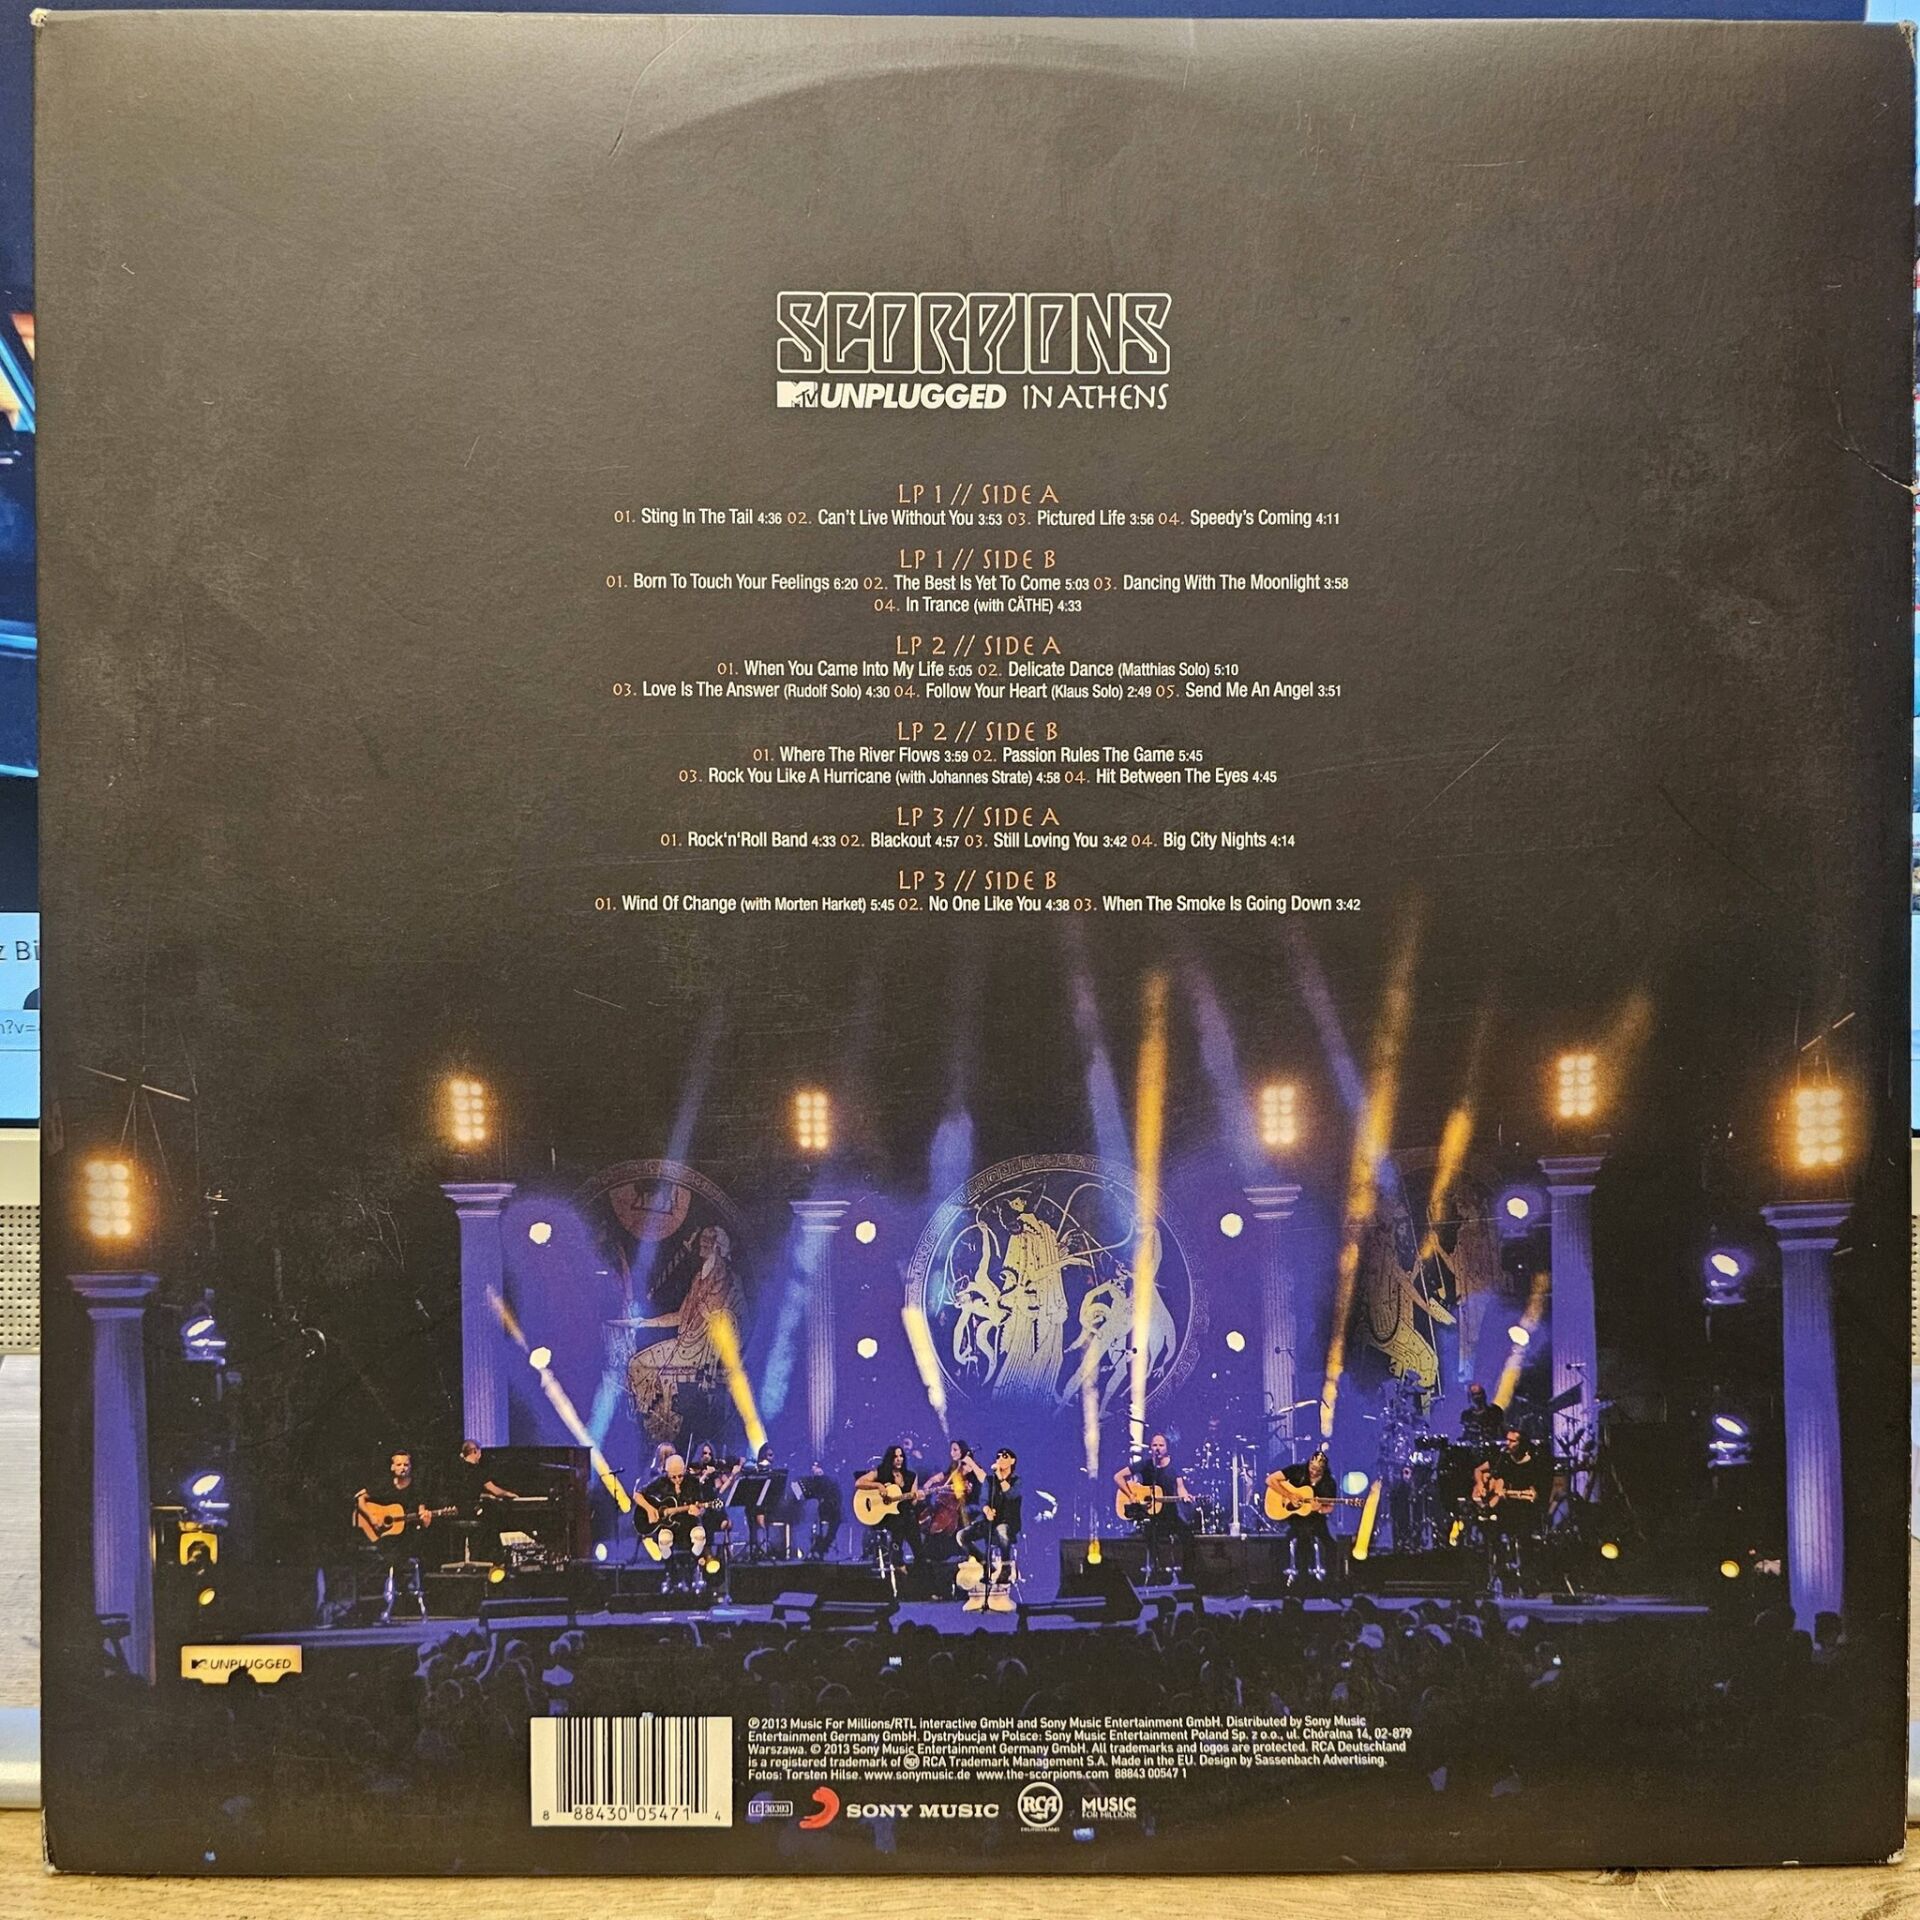 SCORPIONS
MTV UNPLUGGED IN ATHENS
LP 1 // SIDE A
01. Sting In The Tail 4:36 02. Can't Live Without You 3:53 03. Pictured Life 3:56 04. Speedy's Coming 4:11
LP 1 // SIDE B
01. Born To Touch Your Feelings 6:20 02. The Best Is Yet To Come 5:03 03. Dancing With The Moonlight 3:58
04. In Trance (with CÄTHE) 4:33
LP 2 // SIDE A
01. When You Came Into My Life 5:05 02. Delicate Dance (Matthias Solo) 5:10
03. Love Is The Answer (Rudolf Solo) 4:30 04. Follow Your Heart (Klaus Solo) 2:49 05. Send Me An Angel 3:51
LP 2 // SIDE B
01. Where The River Flows 3:59 02. Passion Rules The Game 5:45
03. Rock You Like A Hurricane (with Johannes Strate) 4:58 04. Hit Between The Eyes 4:45
LP 3 // SIDE A
01. Rock'n'Roll Band 4:33 02. Blackout 4:57 03. Still Loving You 3:42 04. Big City Nights 4:14
LP 3 // SIDE B
01. Wind Of Change (with Morten Harket) 5:45 02. No One Like You 4:38 03. When The Smoke Is Going Down 3:42
z Bi
?v=
MTV UNPLUGGED
℗ 2013 Music For Millions/RTL interactive GmbH and Sony Music Entertainment GmbH. Distributed by Sony Music
Entertainment Germany GmbH. Dystrybucja w Polsce: Sony Music Entertainment Poland Sp. z o.o., ul. Chóralna 14, 02-879
Warszawa. © 2013 Sony Music Entertainment Germany GmbH. All trademarks and logos are protected. RCA Deutschland
is a registered trademark of RCA Trademark Management S.A. Made in the EU. Design by Sassenbach Advertising.
Fotos: Torsten Hilse. www.sonymusic.de www.the-scorpions.com 88843 00547 1
8 88430 05471 4
LC 30393 SONY MUSIC RCA MUSIC
DEUTSCHLAND FOR MILLIONS